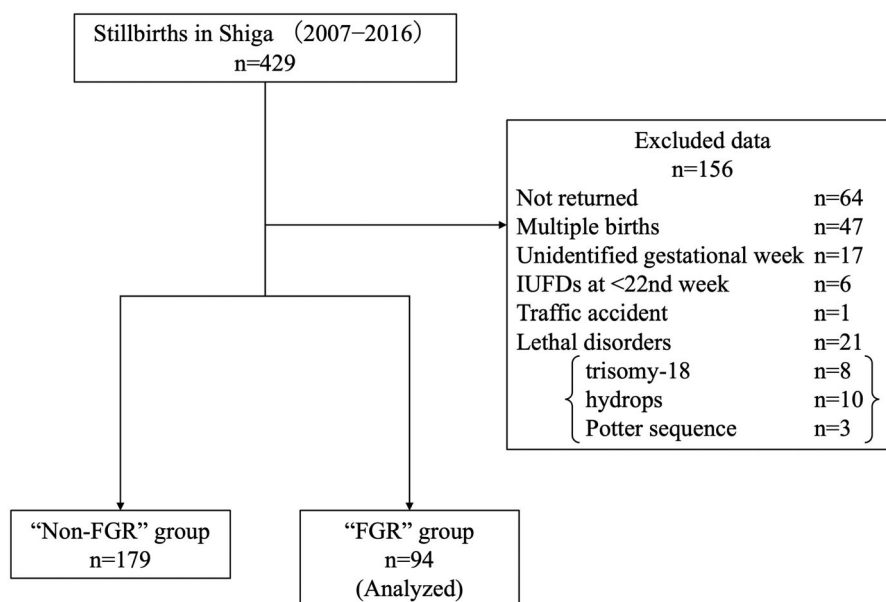 Stillbirths in Shiga （2007−2016）
n=429
Excluded data
n=156
Not returned n=64
Multiple births n=47
Unidentified gestational week n=17
IUFDs at <22nd week n=6
Traffic accident n=1
Lethal disorders n=21
trisomy-18 n=8
hydrops n=10
Potter sequence n=3
“Non-FGR” group
n=179
“FGR” group
n=94
(Analyzed)